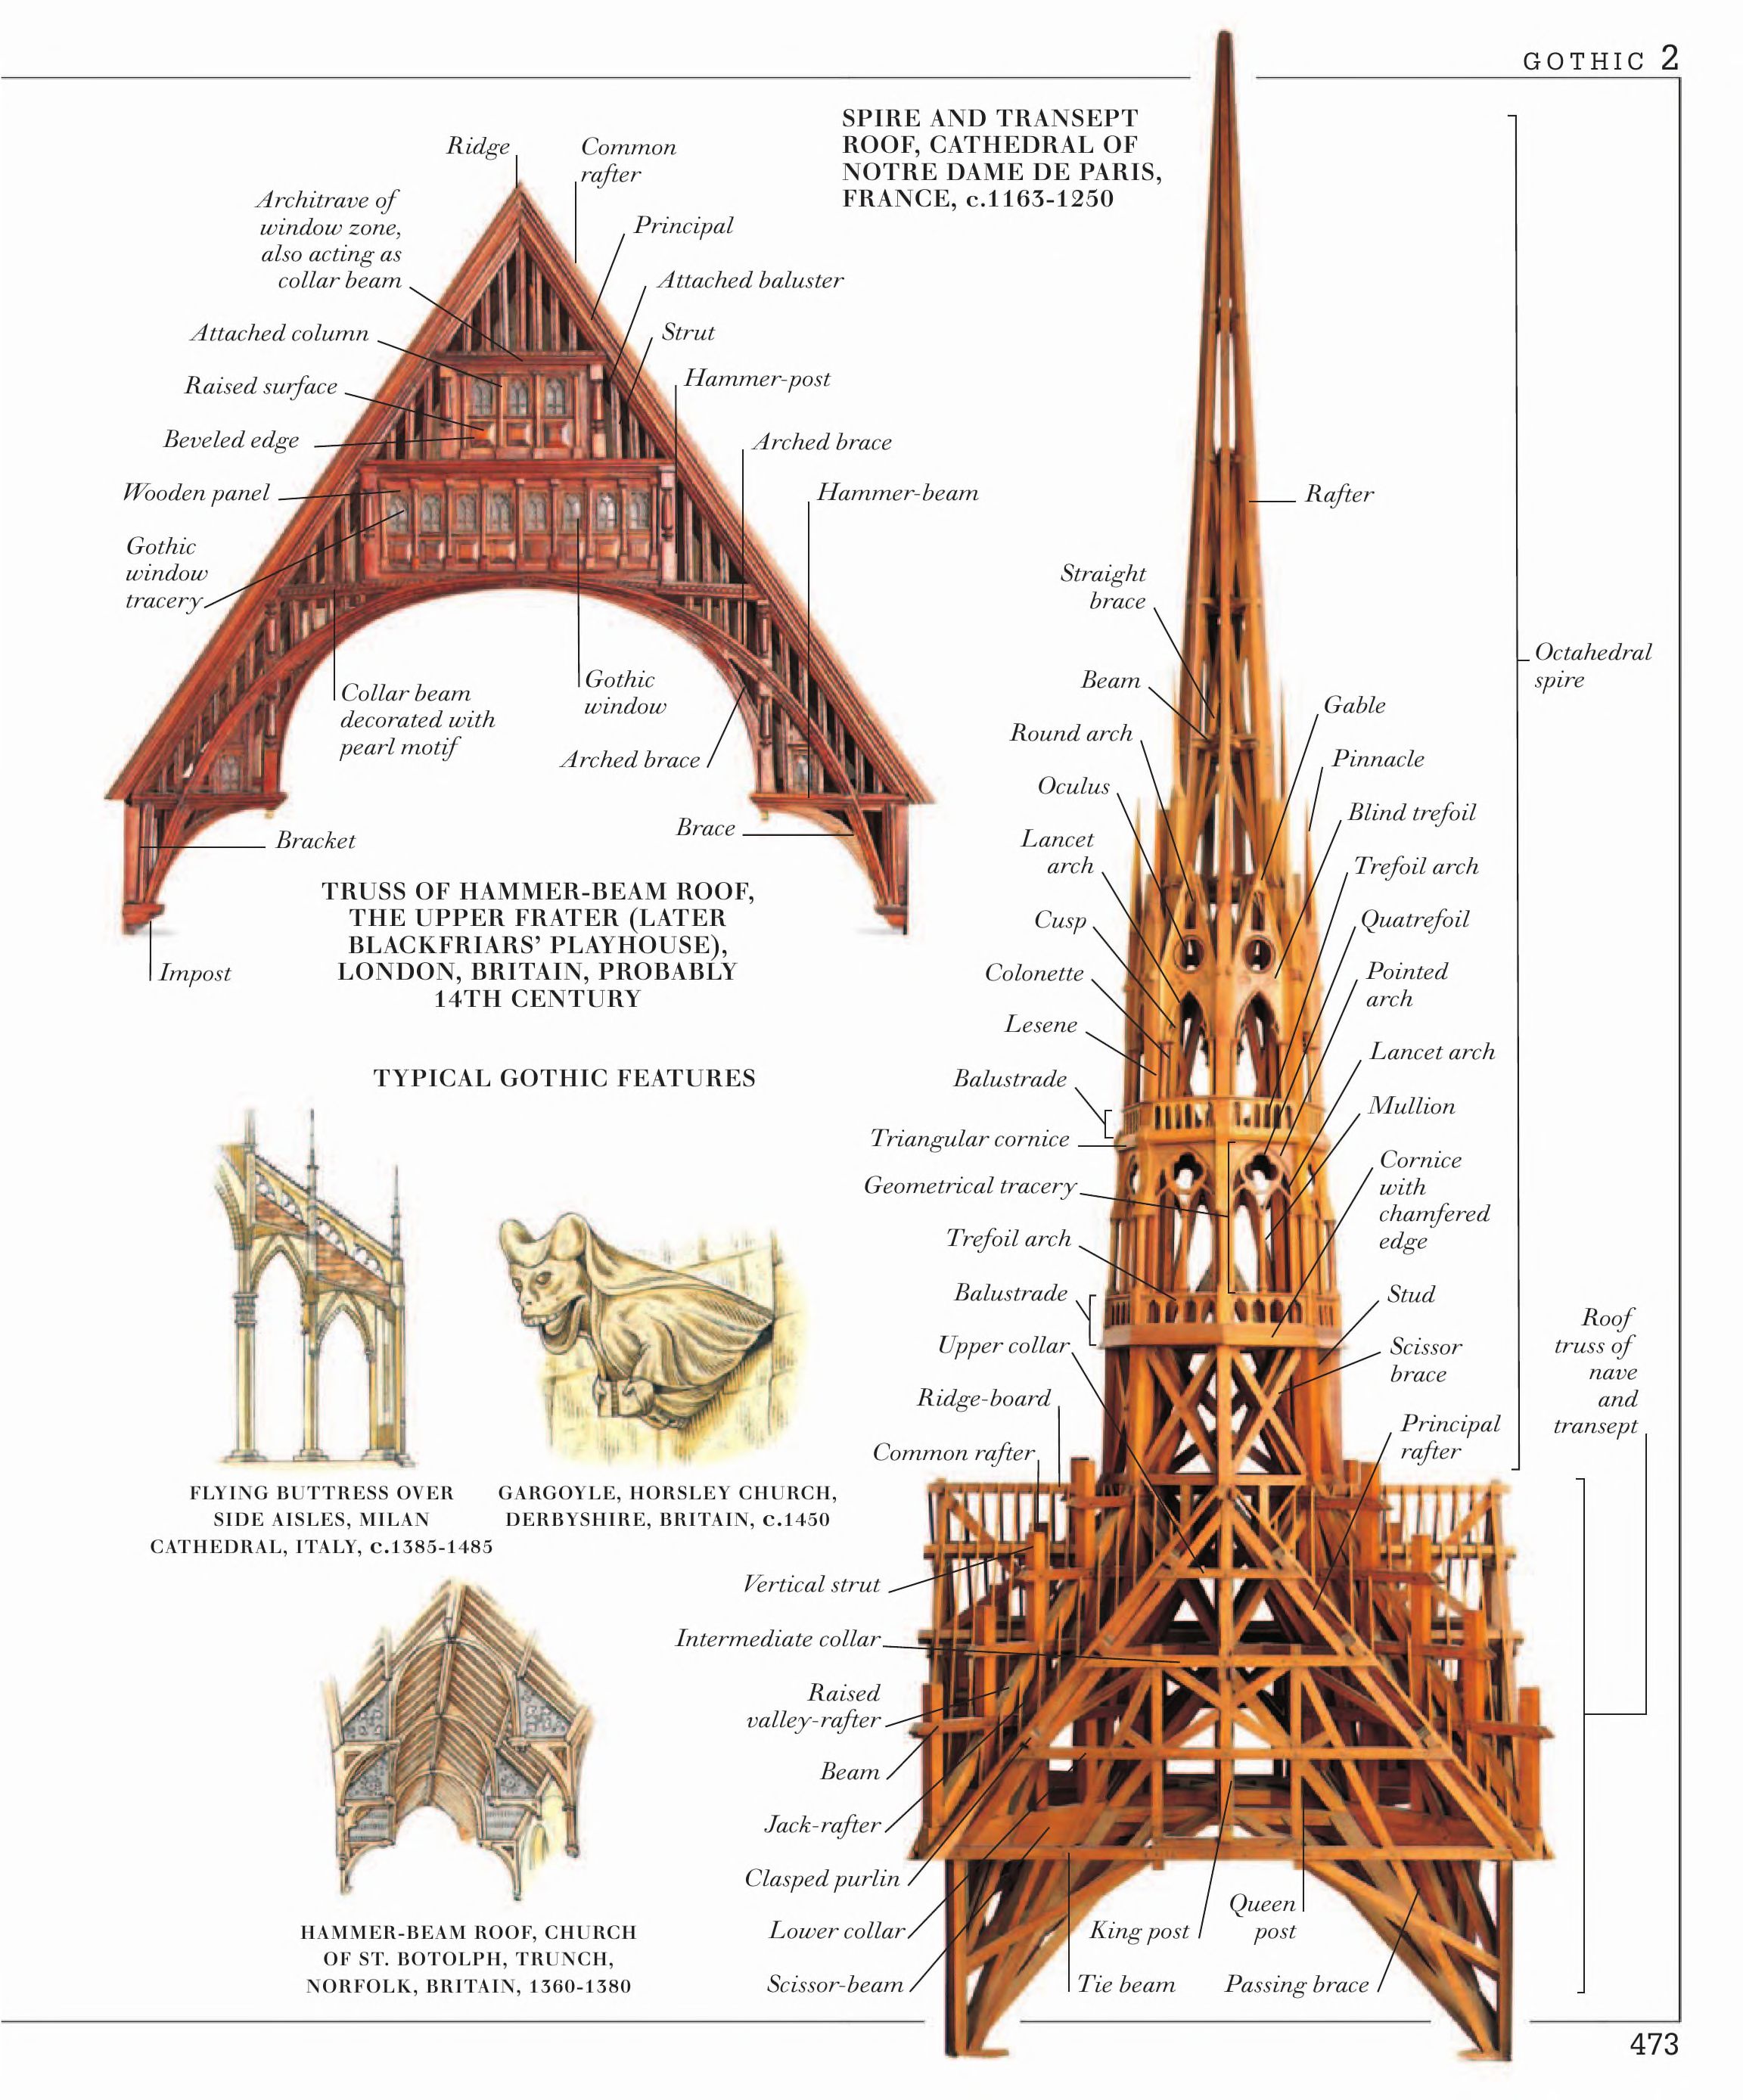 GOTHIC 2
SPIRE AND TRANSEPT
ROOF, CATHEDRAL OF
NOTRE DAME DE PARIS,
FRANCE, c.1163-1250
Ridge
Common
rafter
Architrave of
window zone,
also acting as
collar beam
Principal
Attached baluster
Attached column
Strut
Raised surface
Hammer-post
Beveled edge
Arched brace
Wooden panel
Hammer-beam
Gothic
window
tracery
Collar beam
decorated with
pearl motif
Gothic
window
Arched brace
Bracket
Brace
Impost
TRUSS OF HAMMER-BEAM ROOF,
THE UPPER FRATER (LATER
BLACKFRIARS’ PLAYHOUSE),
LONDON, BRITAIN, PROBABLY
14TH CENTURY
Rafter
Straight
brace
Octahedral
spire
Beam
Gable
Round arch
Pinnacle
Oculus
Blind trefoil
Lancet
arch
Trefoil arch
Cusp
Quatrefoil
Colonette
Pointed
arch
Lesene
Lancet arch
Balustrade
Mullion
Triangular cornice
Cornice
with
chamfered
edge
Geometrical tracery
Trefoil arch
Balustrade
Stud
Upper collar
Scissor
brace
Roof
truss of
nave
and
transept
Ridge-board
Principal
rafter
Common rafter
Vertical strut
Intermediate collar
Raised
valley-rafter
Beam
Jack-rafter
Clasped purlin
Lower collar
Scissor-beam
King post
Queen
post
Tie beam
Passing brace
TYPICAL GOTHIC FEATURES
FLYING BUTTRESS OVER
SIDE AISLES, MILAN
CATHEDRAL, ITALY, c.1385-1485
GARGOYLE, HORSLEY CHURCH,
DERBYSHIRE, BRITAIN, c.1450
HAMMER-BEAM ROOF, CHURCH
OF ST. BOTOLPH, TRUNCH,
NORFOLK, BRITAIN, 1360-1380
473